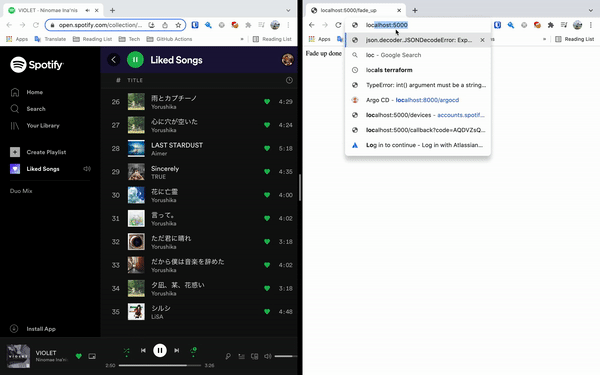 VIOLET - Ninomae Ina'nis
open.spotify.com/collection/...
Apps
Translate
Tech
GitHub Actions
Reading List
Spotify
Liked Songs
Home
Search
Your Library
Create Playlist
Liked Songs
Duo Mix
Install App
# TITLE
26 雨とカプチーノ 4:29
Yorushika
27 心に穴が空いた 4:24
Yorushika
28 LAST STARDUST 5:18
Aimer
29 Sincerely 4:35
TRUE
30 花に亡霊 4:00
Yorushika
31 言って。 4:02
Yorushika
32 ただ君に晴れ 3:18
Yorushika
33 だから僕は音楽を辞めた 4:02
Yorushika
34 夕凪、某、花惑い 3:18
Yorushika
35 シルシ 4:48
LiSA
VIOLET
Ninomae Ina'ni
2:50
3:26
localhost:5000/fade_up
localhost:5000
Apps
Reading List
Fade up done
json.decoder.JSONDecodeError: Exp...
loc - Google Search
locals terraform
TypeError: int() argument must be a string...
Argo CD - localhost:8000/argocd
localhost:5000/devices - accounts.spotif...
localhost:5000/callback?code=AQDVZsQ...
Log in to continue - Log in with Atlassian...